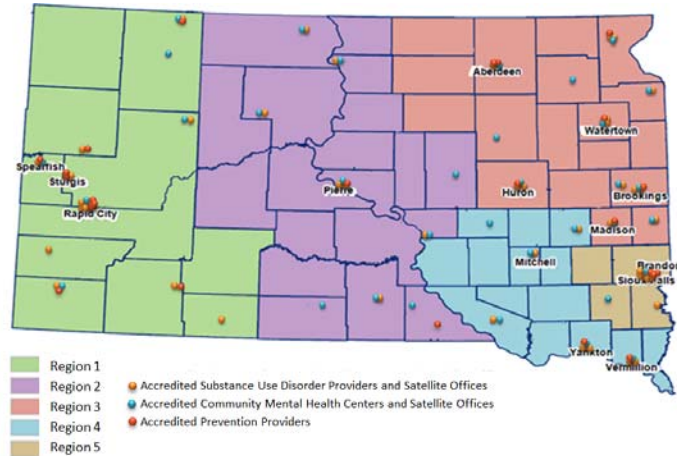 Aberdeen
Watertown
Spearfish
Sturgis
Rapid City
Pierre
Huron
Brookings
Madison
Mitchell
Brandon
Sioux Falls
Yankton
Vermillion
Region 1
Region 2
Region 3
Region 4
Region 5
Accredited Substance Use Disorder Providers and Satellite Offices
Accredited Community Mental Health Centers and Satellite Offices
Accredited Prevention Providers